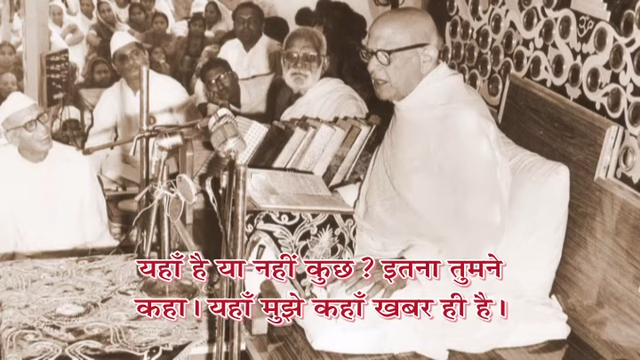 यहाँ है या नहीं कुछ ? इतना तुमने
कहा। यहाँ मुझे कहाँ खबर ही है।